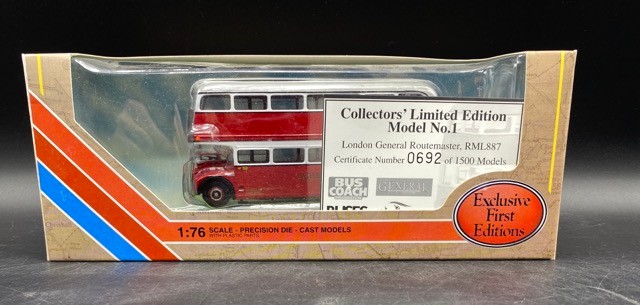 Collectors' Limited Edition
Model No.1
London General Routemaster, RML887
Certificate Number 0692 of 1500 Models
BUS
COACH
GENERAL
BUSES
Exclusive
First
Editions
1:76 SCALE - PRECISION DIE - CAST MODELS
WITH PLASTIC PARTS